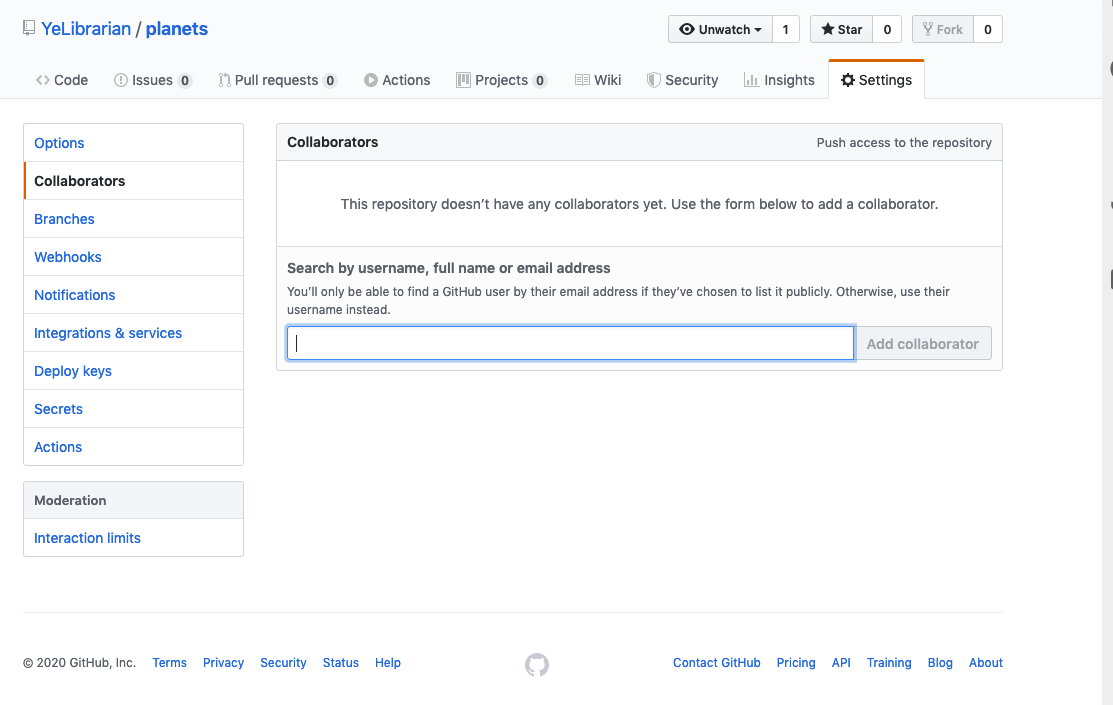 YeLibrarian / planets
Unwatch 1 Star 0 Fork 0
Code Issues 0 Pull requests 0 Actions Projects 0 Wiki Security Insights Settings
Options
Collaborators
Branches
Webhooks
Notifications
Integrations & services
Deploy keys
Secrets
Actions
Moderation
Interaction limits
Collaborators Push access to the repository
This repository doesn’t have any collaborators yet. Use the form below to add a collaborator.
Search by username, full name or email address
You’ll only be able to find a GitHub user by their email address if they’ve chosen to list it publicly. Otherwise, use their
username instead.
Add collaborator
© 2020 GitHub, Inc. Terms Privacy Security Status Help Contact GitHub Pricing API Training Blog About